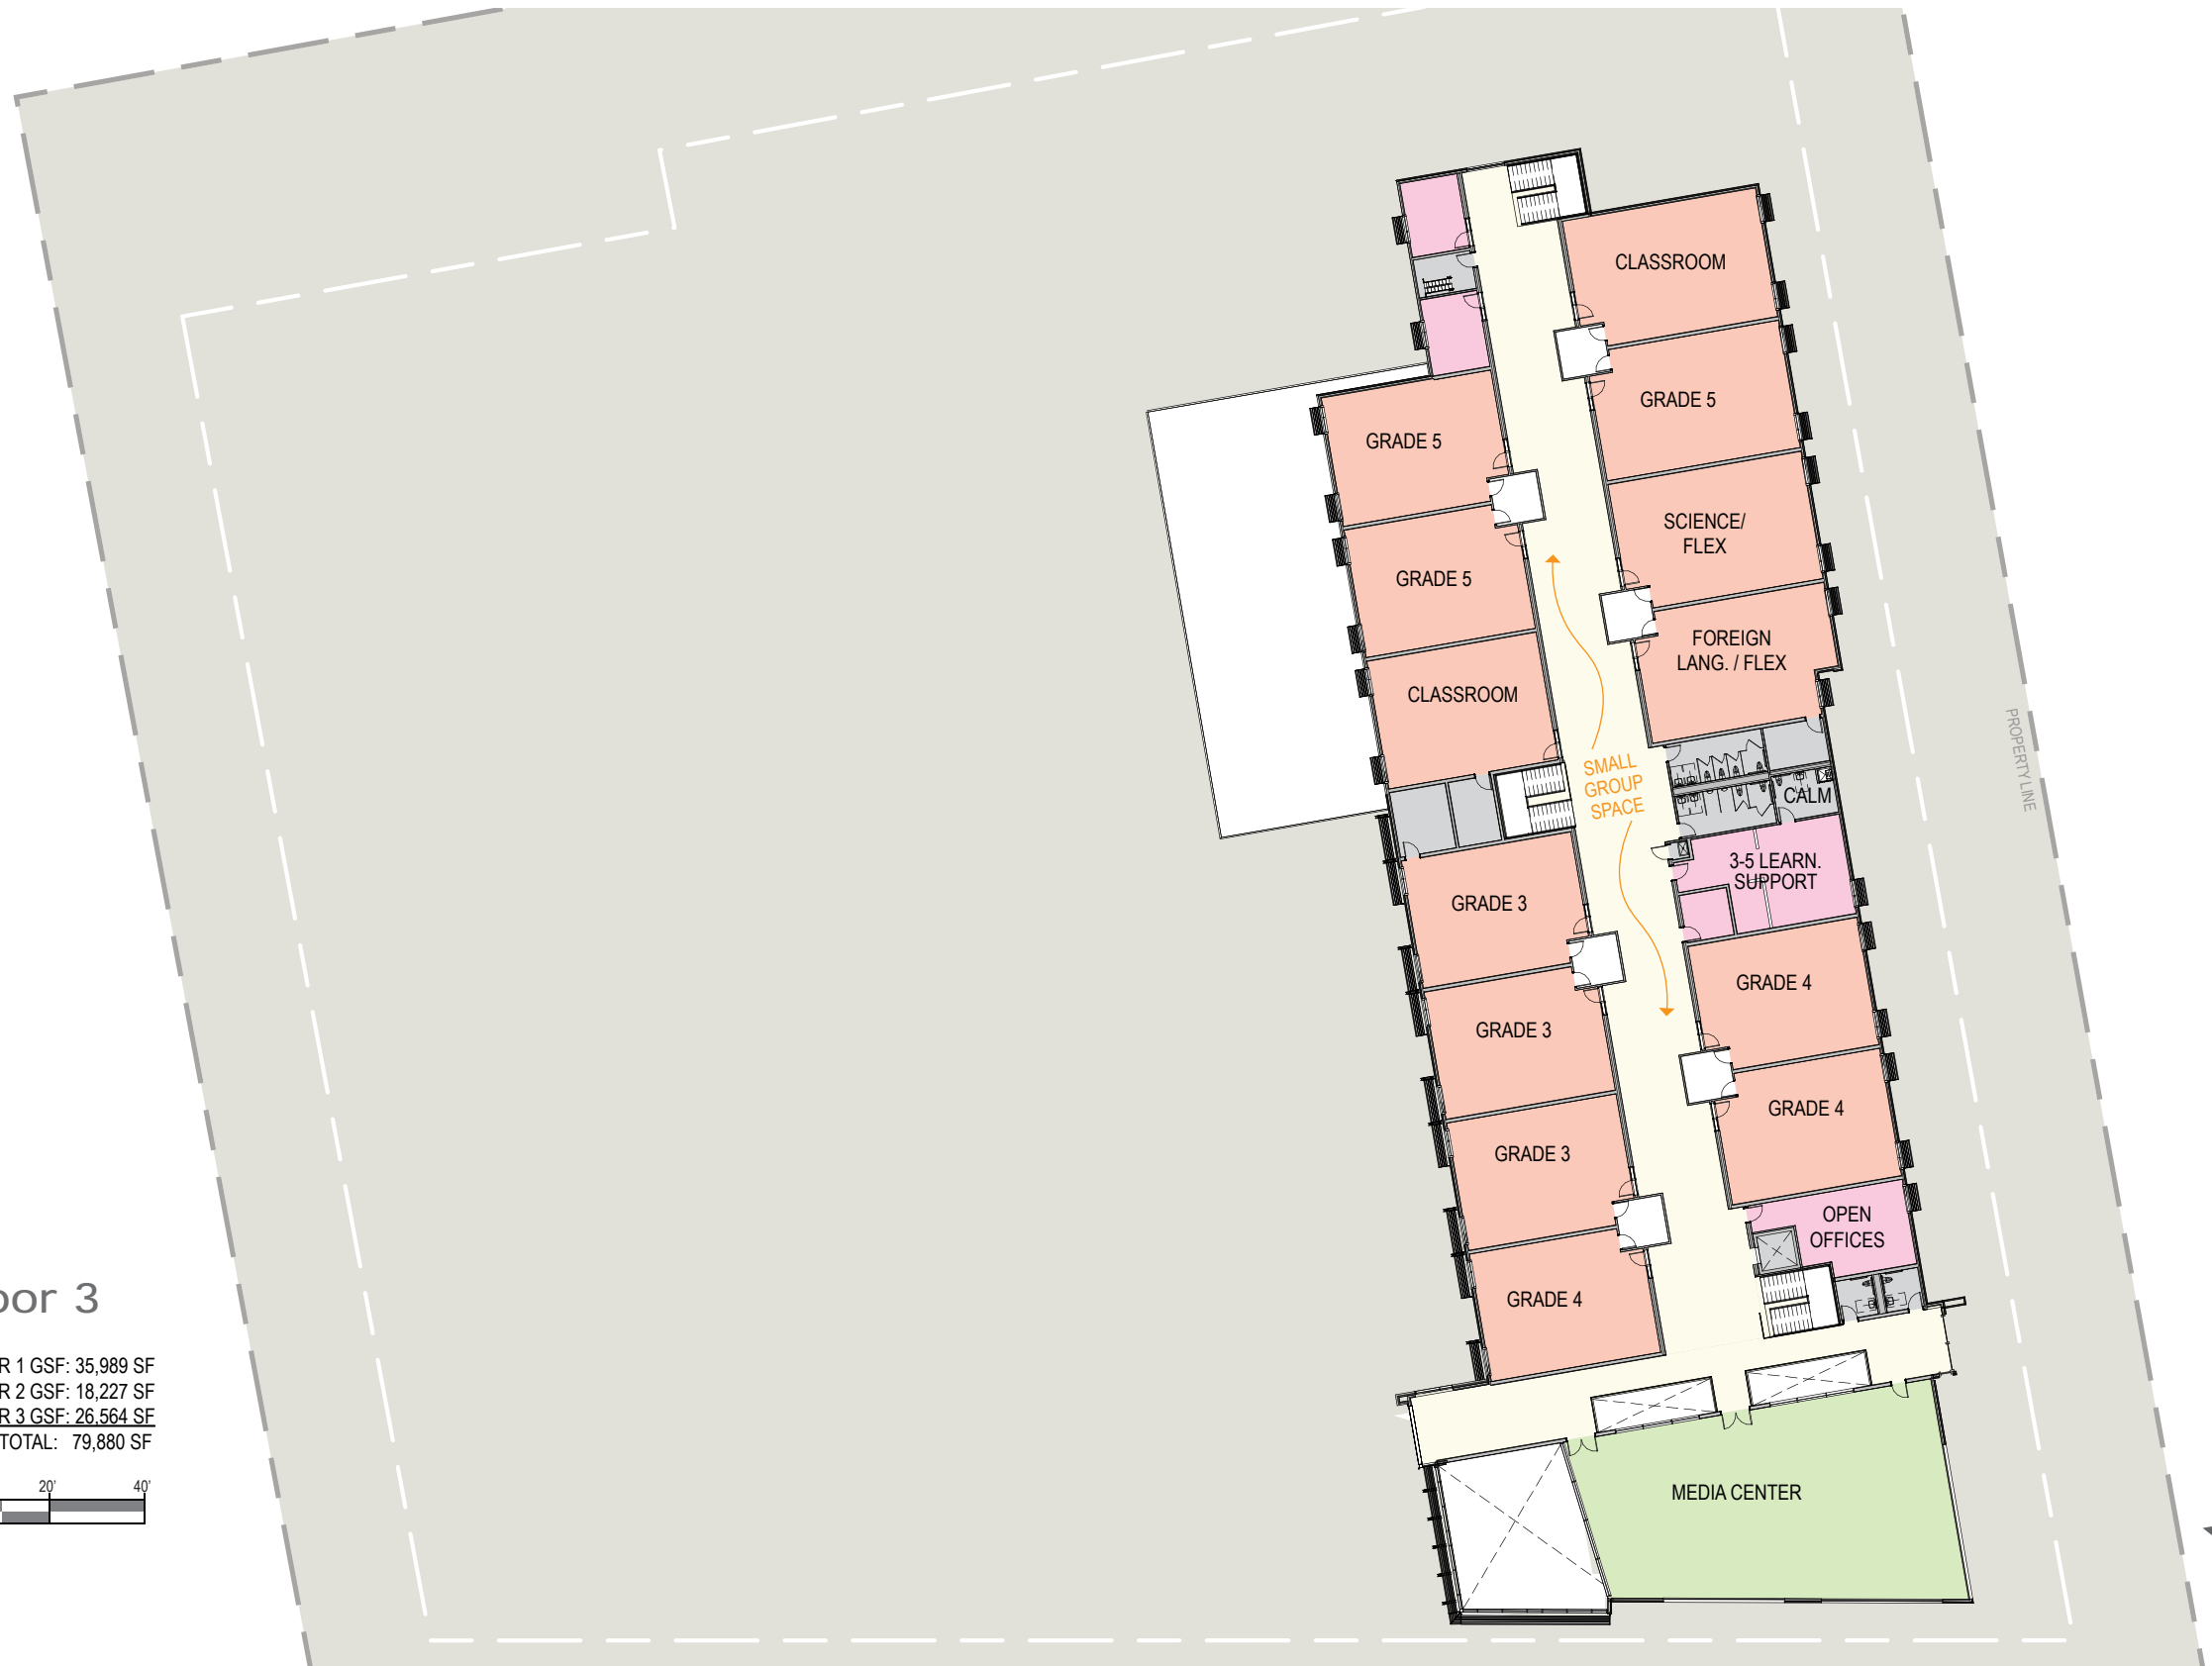 CLASSROOM
GRADE 5
GRADE 5
SCIENCE/
FLEX
GRADE 5
FOREIGN
LANG. / FLEX
CLASSROOM
PROPERTY LINE
SMALL
GROUP
SPACE
CALM
3-5 LEARN.
SUPPORT
GRADE 3
GRADE 4
GRADE 3
GRADE 4
GRADE 3
OPEN
OFFICES
GRADE 4
MEDIA CENTER
oor 3
R 1 GSF: 35,989 SF
R 2 GSF: 18,227 SF
R 3 GSF: 26,564 SF
TOTAL: 79,880 SF
20' 40'